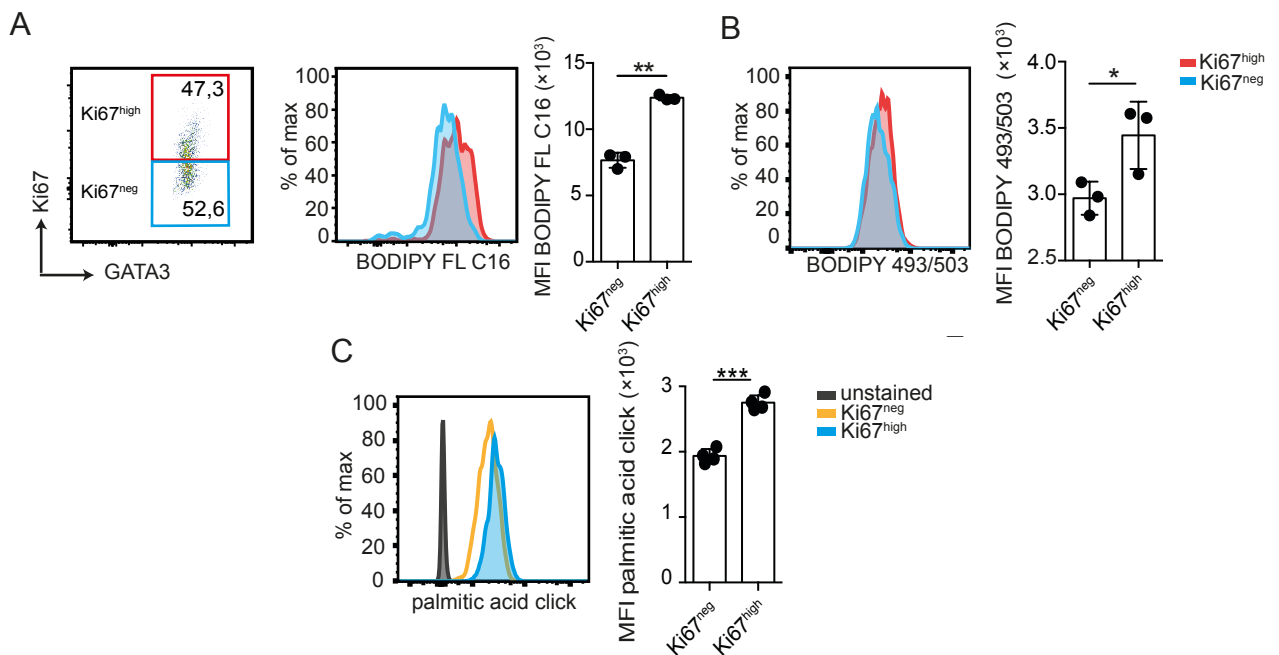 A
Ki67
GATA3
Ki67high
Ki67neg
47,3
52,6
% of max
100
80
60
40
20
0
BODIPY FL C16
MFI BODIPY FL C16 (×10³)
15
10
5
0
**
Ki67neg
Ki67high
B
% of max
100
80
60
40
20
0
BODIPY 493/503
MFI BODIPY 493/503 (×10³)
4.0
3.5
3.0
2.5
*
Ki67neg
Ki67high
Ki67high
Ki67neg
C
% of max
100
80
60
40
20
0
palmitic acid click
MFI palmitic acid click (×10³)
3
2
1
0
***
Ki67neg
Ki67high
unstained
Ki67neg
Ki67high